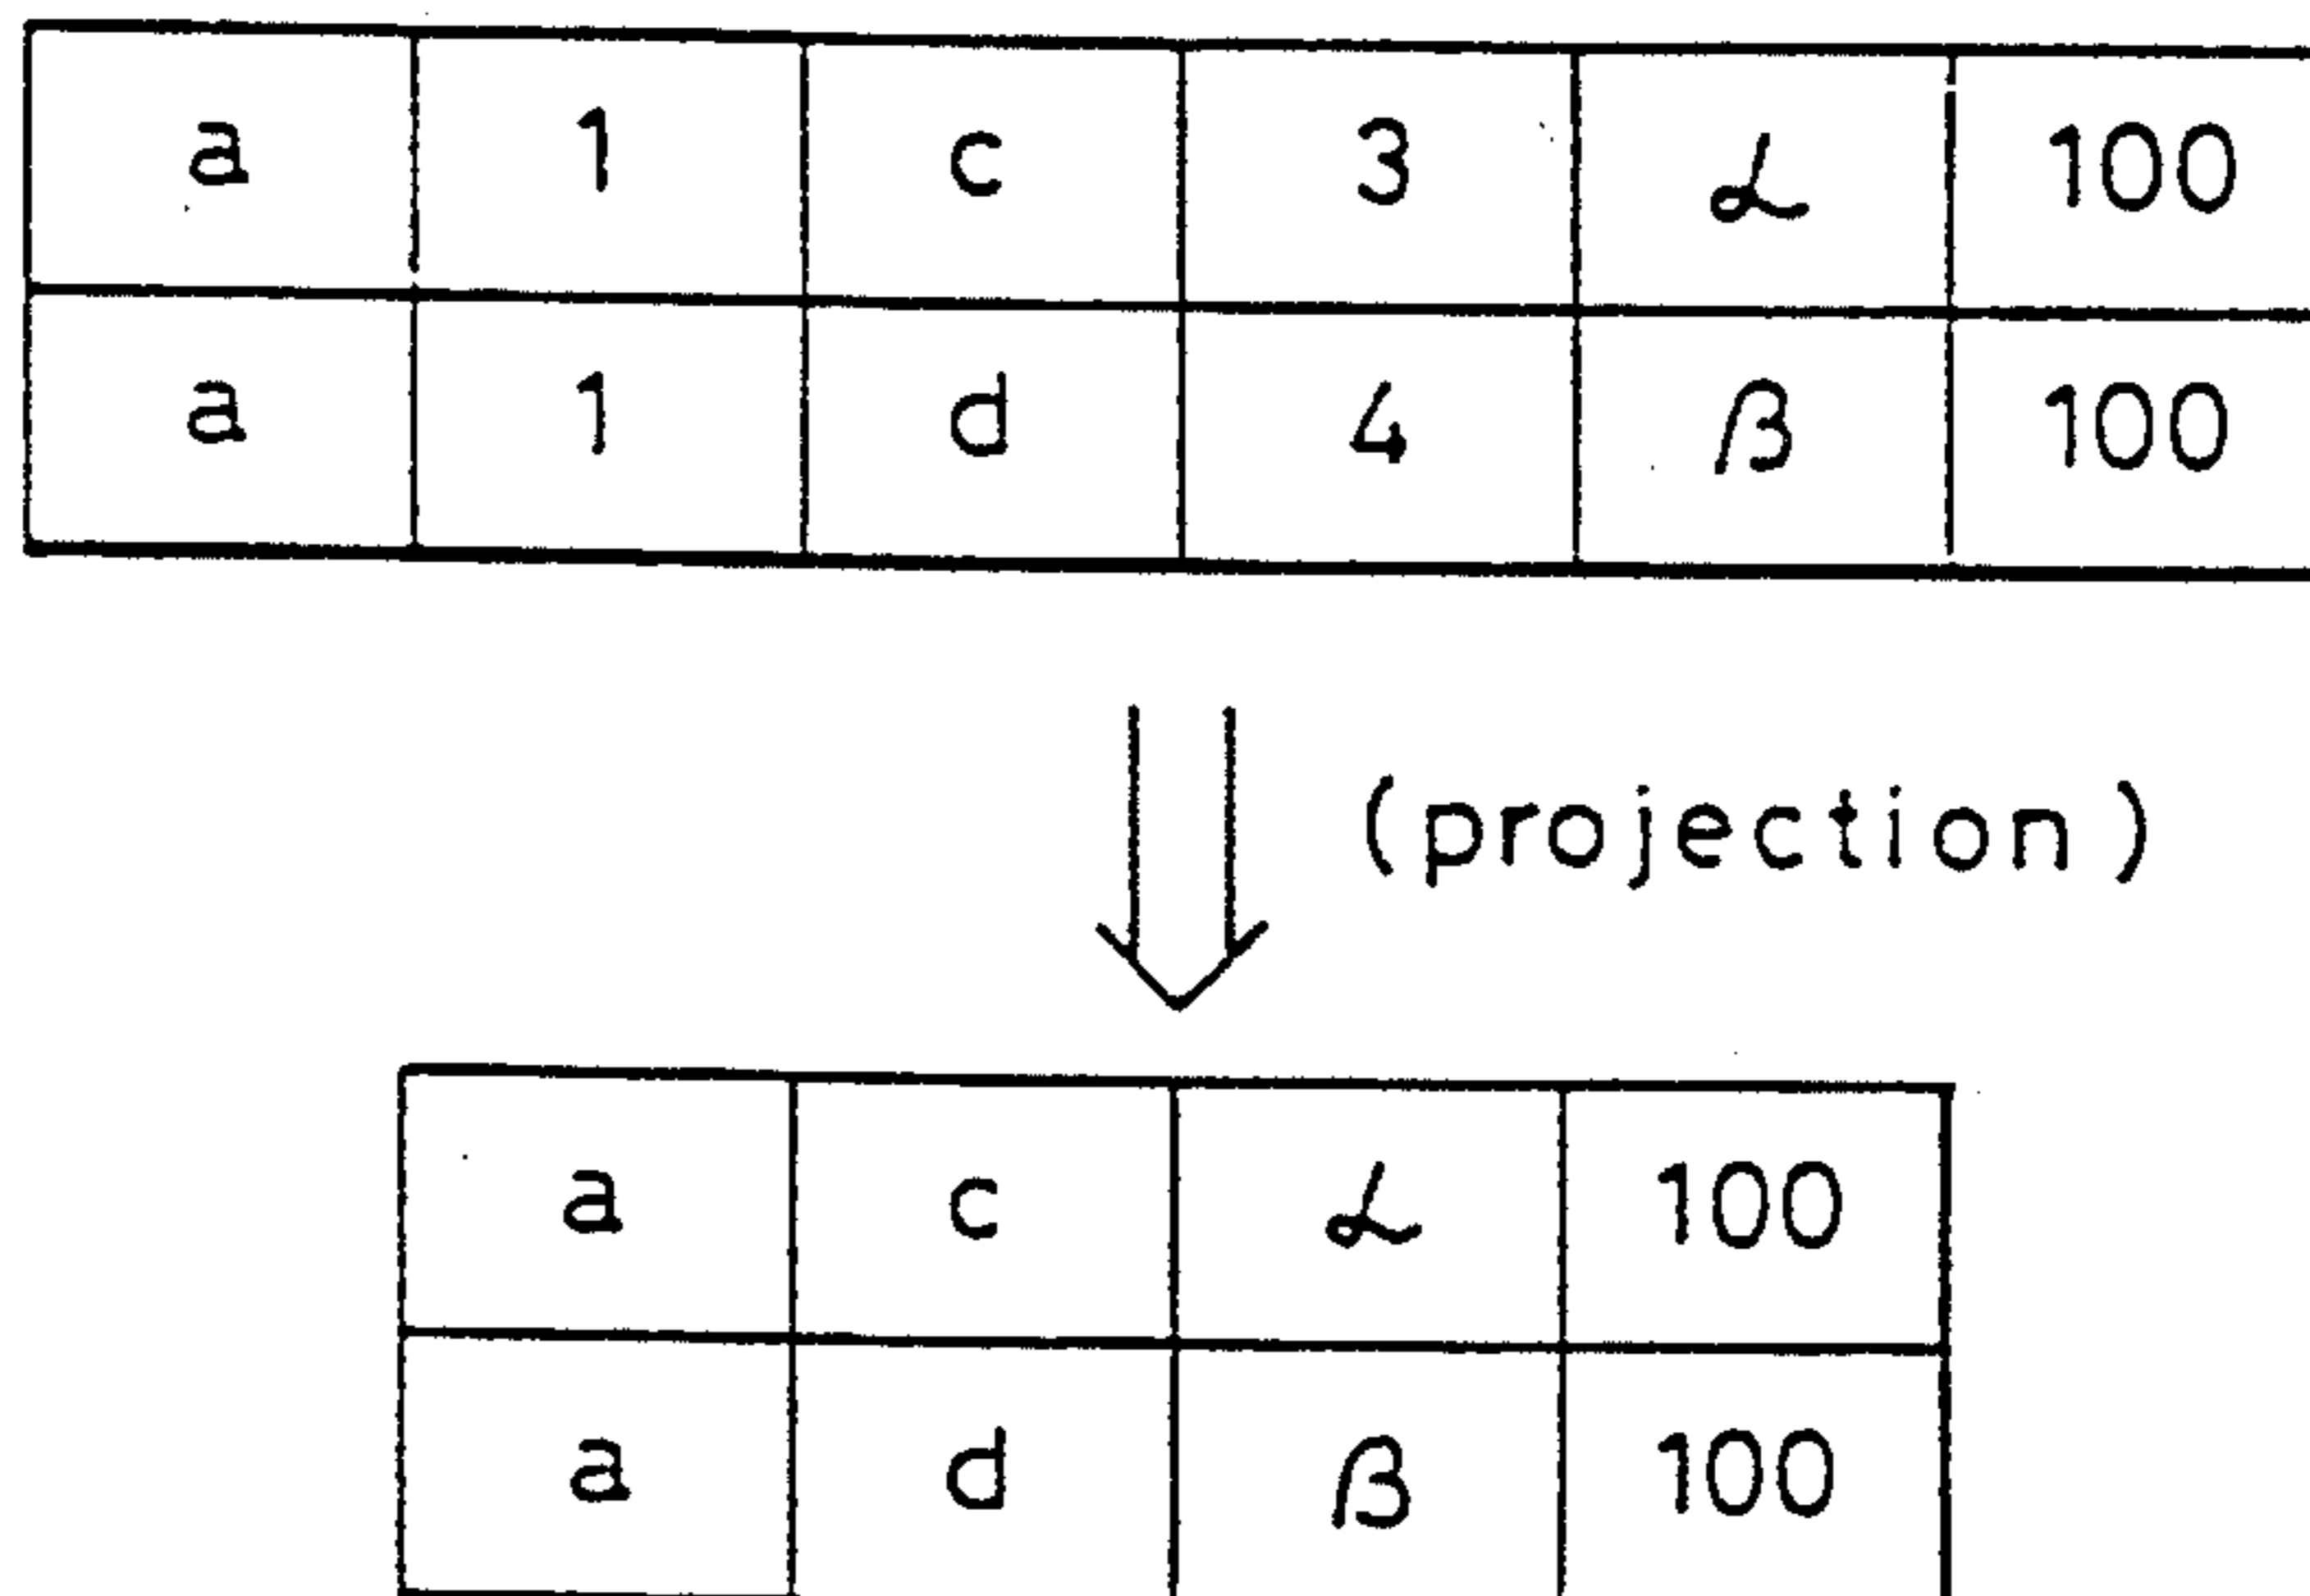 a 1 c 3 α 100
a 1 d 4 β 100
(projection)
a c α 100
a d β 100